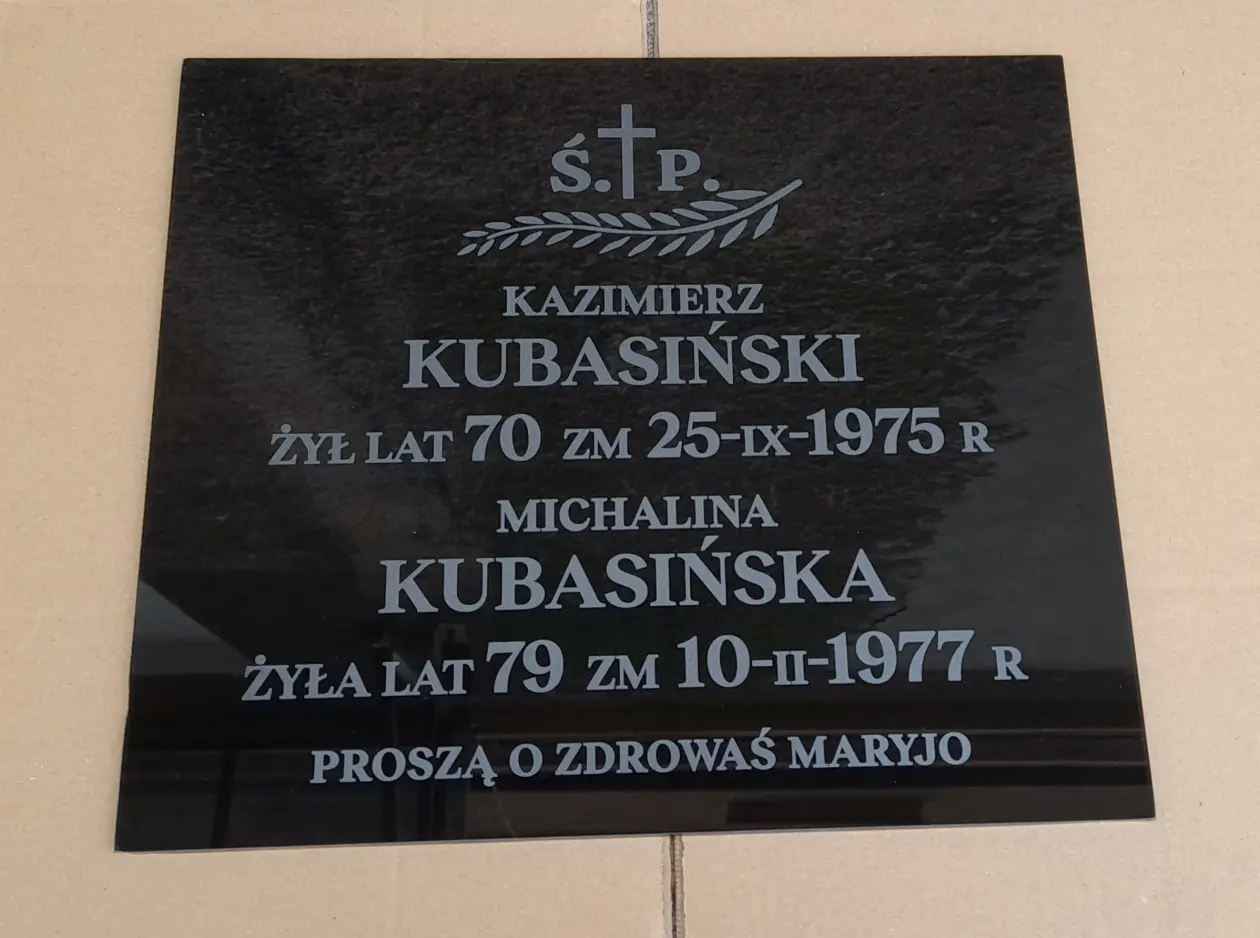 Ś. P.
KAZIMIERZ
KUBASIŃSKI
ŻYŁ LAT 70 ZM 25-IX-1975 R
MICHALINA
KUBASIŃSKA
ŻYŁA LAT 79 ZM 10-II-1977 R
PROSZĄ O ZDROWAŚ MARYJO